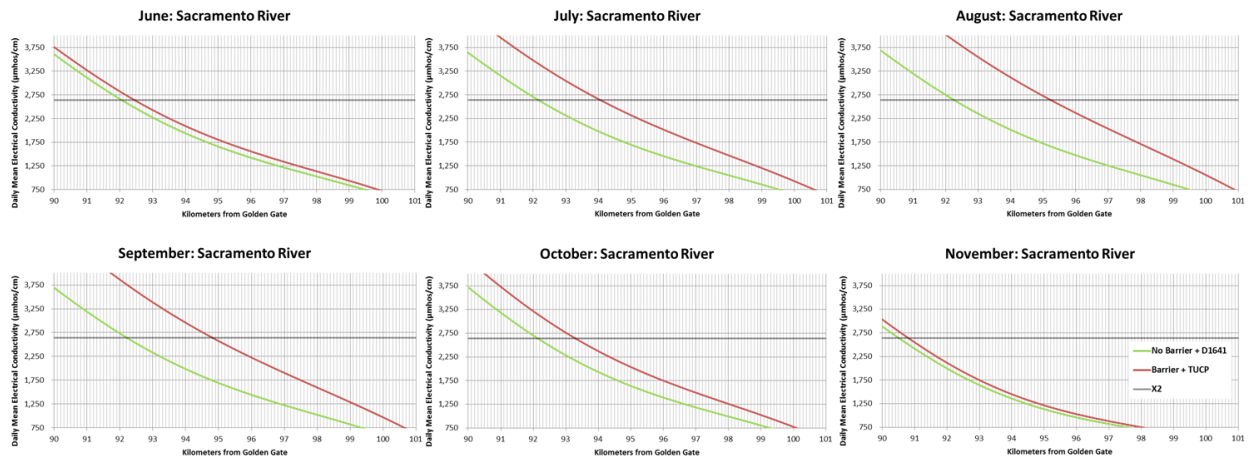 June: Sacramento River
Daily Mean Electrical Conductivity (µmhos/cm)
3,750
3,250
2,750
2,250
1,750
1,250
750
90 91 92 93 94 95 96 97 98 99 100 101
Kilometers from Golden Gate
July: Sacramento River
Daily Mean Electrical Conductivity (µmhos/cm)
3,750
3,250
2,750
2,250
1,750
1,250
750
90 91 92 93 94 95 96 97 98 99 100 101
Kilometers from Golden Gate
August: Sacramento River
Daily Mean Electrical Conductivity (µmhos/cm)
3,750
3,250
2,750
2,250
1,750
1,250
750
90 91 92 93 94 95 96 97 98 99 100 101
Kilometers from Golden Gate
September: Sacramento River
Daily Mean Electrical Conductivity (µmhos/cm)
3,750
3,250
2,750
2,250
1,750
1,250
750
90 91 92 93 94 95 96 97 98 99 100 101
Kilometers from Golden Gate
October: Sacramento River
Daily Mean Electrical Conductivity (µmhos/cm)
3,750
3,250
2,750
2,250
1,750
1,250
750
90 91 92 93 94 95 96 97 98 99 100 101
Kilometers from Golden Gate
November: Sacramento River
Daily Mean Electrical Conductivity (µmhos/cm)
3,750
3,250
2,750
2,250
1,750
1,250
750
90 91 92 93 94 95 96 97 98 99 100 101
Kilometers from Golden Gate
No Barrier + D1641
Barrier + TUCP
X2